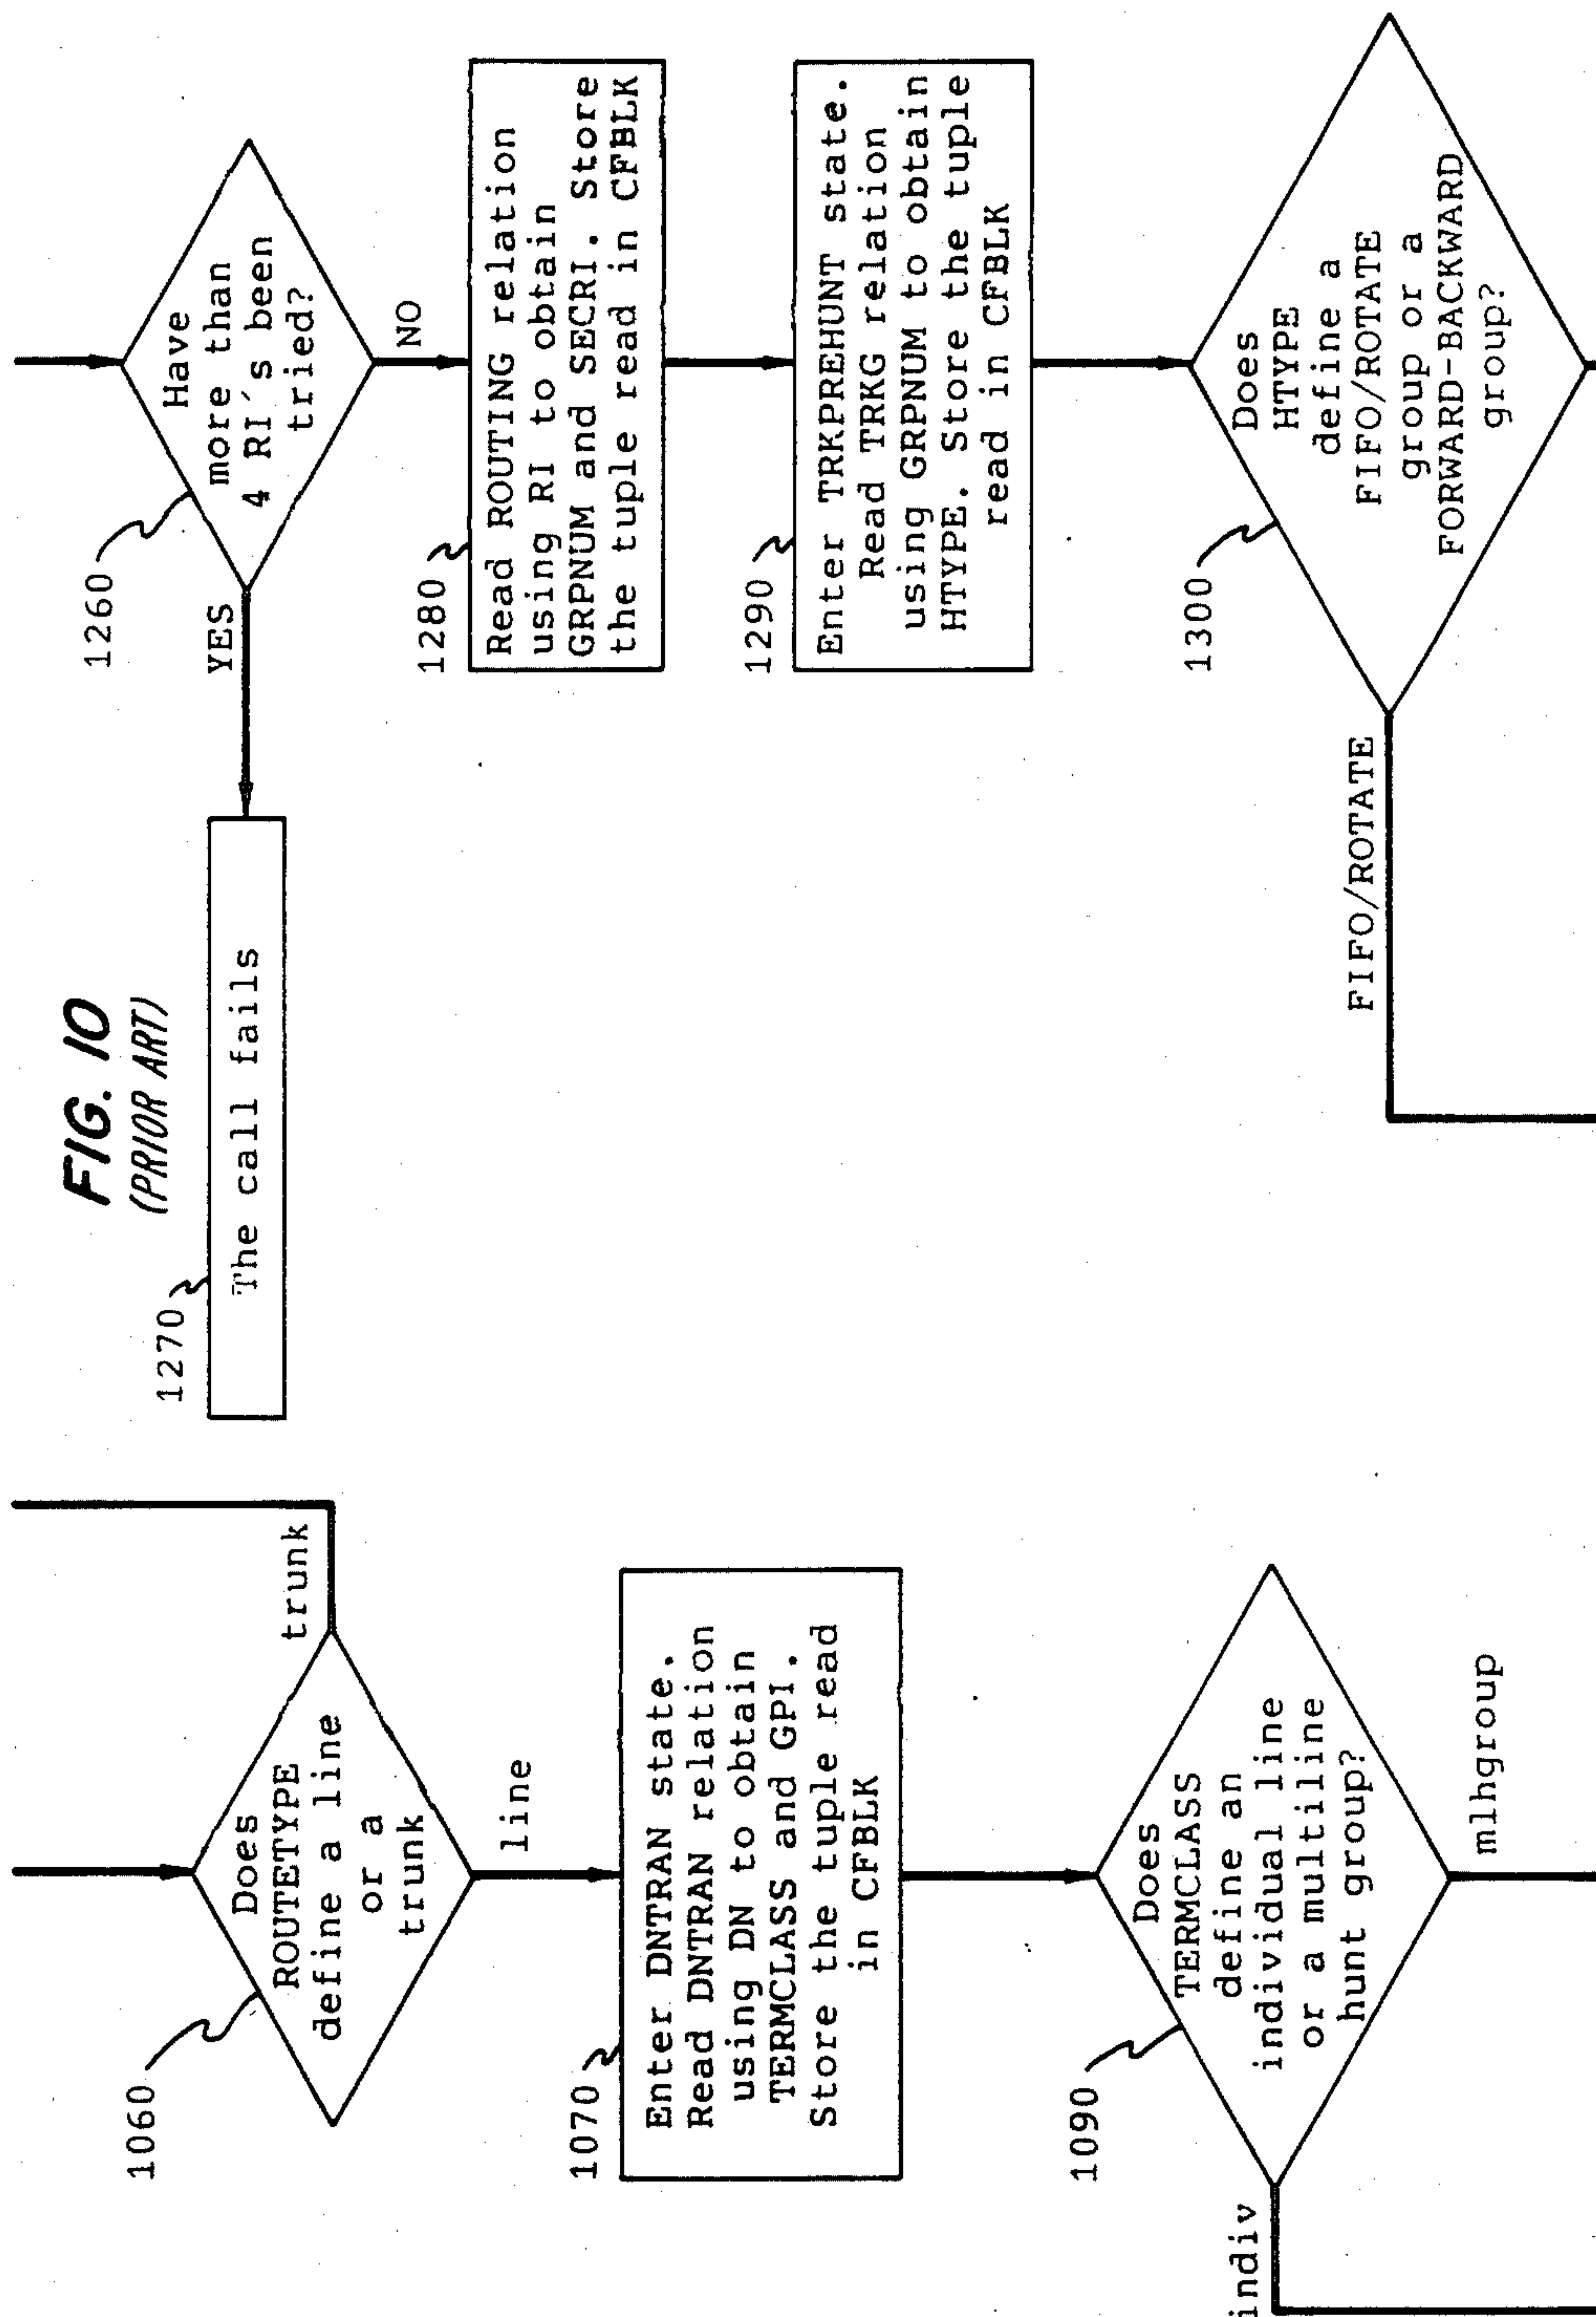 FIG. 10
(PRIOR ART)
1060
Does
ROUTETYPE
define a line
or a
trunk
trunk
line
1070
Enter DNTRAN state.
Read DNTRAN relation
using DN to obtain
TERMCLASS and GPI.
Store the tuple read
in CFBLK
1090
Does
TERMCLASS
define an
individual line
or a multiline
hunt group?
indiv
mlhgroup
1260
Have
more than
4 RI's been
tried?
YES
NO
1270
The call fails
1280
Read ROUTING relation
using RI to obtain
GRPNUM and SECRI. Store
the tuple read in CFBLK
1290
Enter TRKPREHUNT state.
Read TRKG relation
using GRPNUM to obtain
HTYPE. Store the tuple
read in CFBLK
1300
Does
HTYPE
define a
FIFO/ROTATE
group or a
FORWARD-BACKWARD
group?
FIFO/ROTATE